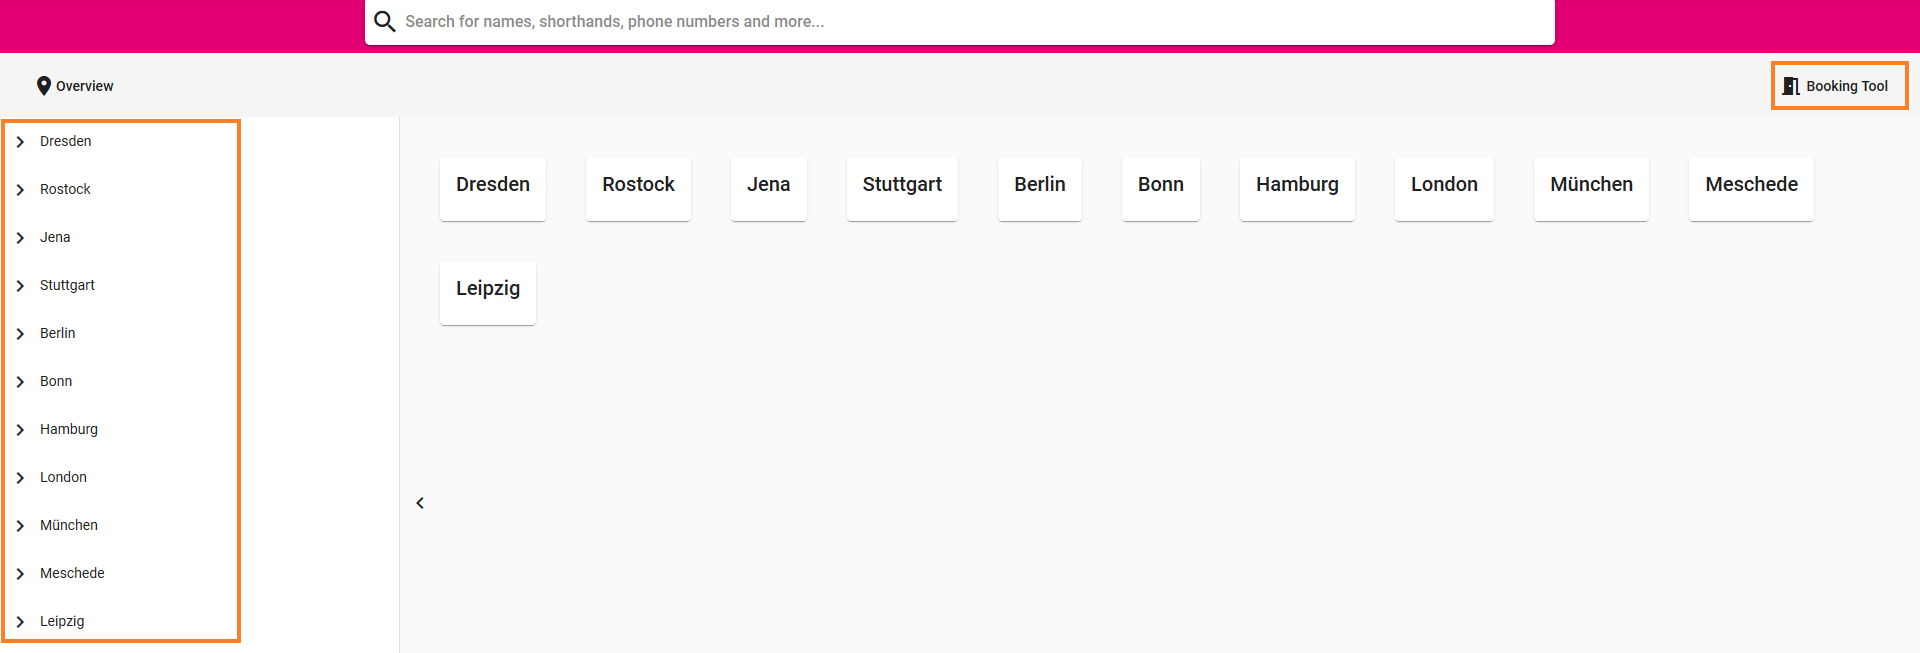 Search for names, shorthands, phone numbers and more...
Overview
Booking Tool
Dresden
Rostock
Jena
Stuttgart
Berlin
Bonn
Hamburg
London
München
Meschede
Leipzig
Dresden Rostock Jena Stuttgart Berlin Bonn Hamburg London München Meschede
Leipzig